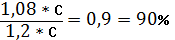 1,08 * c
1,2 * c
= 0,9 = 90%